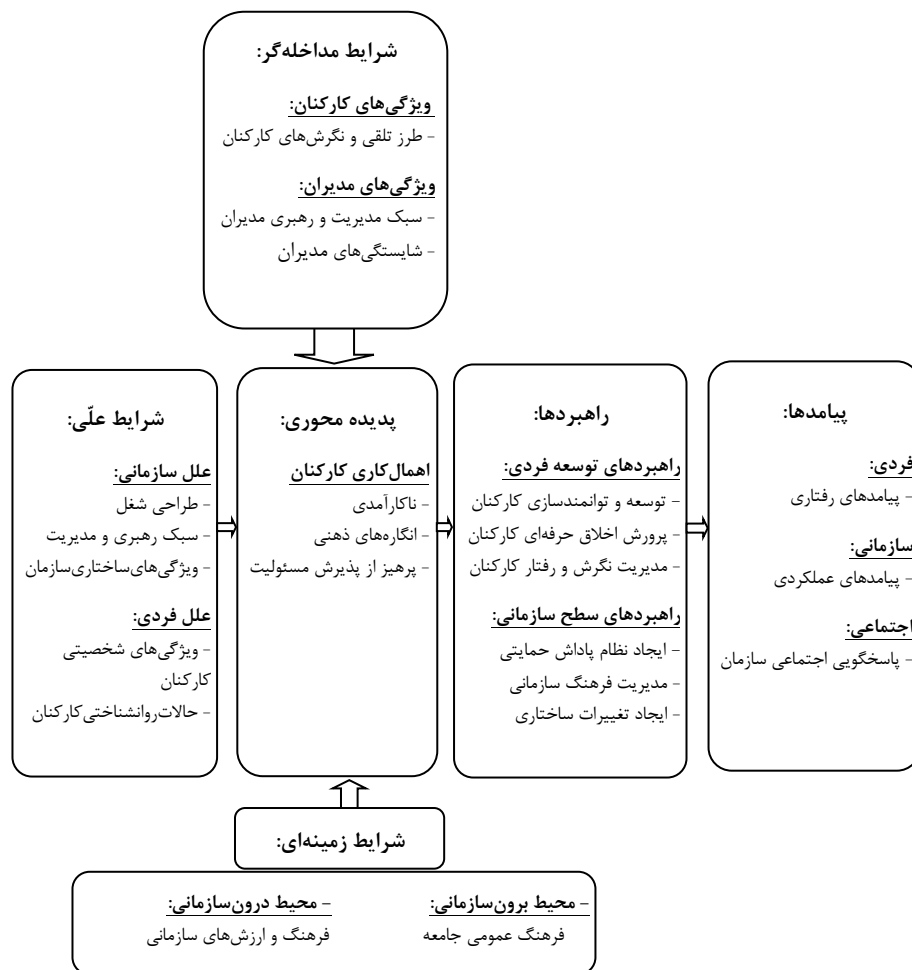 شرایط مداخله‌گر:
ویژگی‌های کارکنان:
- طرز تلقی و نگرش‌های کارکنان
ویژگی‌های مدیران:
- سبک مدیریت و رهبری مدیران
- شایستگی‌های مدیران
شرایط علّی:
علل سازمانی:
- طراحی شغل
- سبک رهبری و مدیریت
- ویژگی‌های‌ساختاری‌سازمان
علل فردی:
- ویژگی‌های شخصیتی
کارکنان
- حالات‌روانشناختی‌کارکنان
پدیده محوری:
اهمال‌کاری کارکنان
- ناکارآمدی
- انگاره‌های ذهنی
- پرهیز از پذیرش مسئولیت
راهبردها:
راهبردهای توسعه فردی:
- توسعه و توانمندسازی کارکنان
- پرورش اخلاق حرفه‌ای کارکنان
- مدیریت نگرش و رفتار کارکنان
راهبردهای سطح سازمانی:
- ایجاد نظام پاداش حمایتی
- مدیریت فرهنگ سازمانی
- ایجاد تغییرات ساختاری
پیامدها:
فردی:
- پیامدهای رفتاری
سازمانی:
- پیامدهای عملکردی
اجتماعی:
- پاسخگویی اجتماعی سازمان
شرایط زمینه‌ای:
- محیط برون‌سازمانی:
فرهنگ عمومی جامعه
- محیط درون‌سازمانی:
فرهنگ و ارزش‌های سازمانی